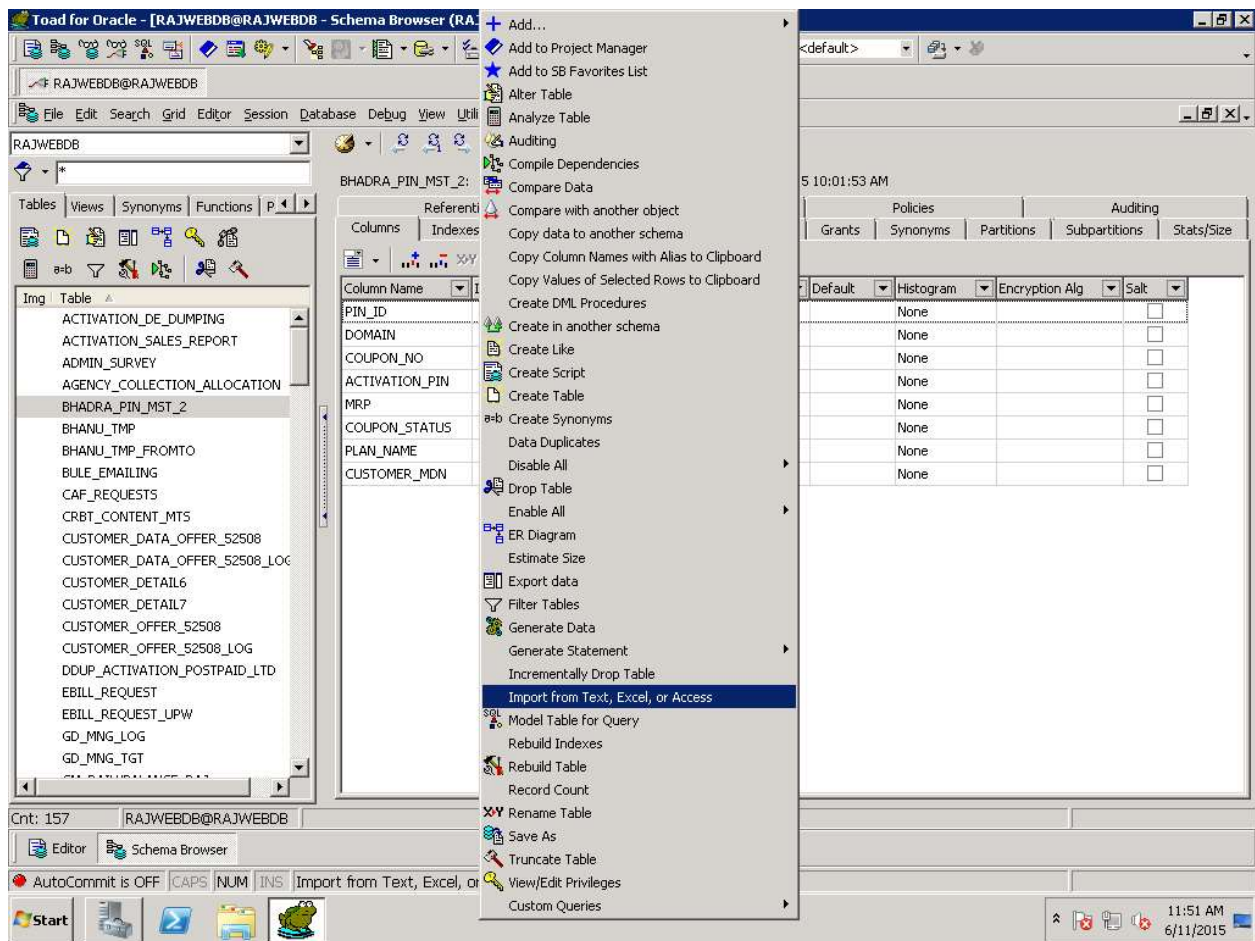 Toad for Oracle - [RAJWEBDB@RAJWEBDB - Schema Browser (RAJ
<default>
RAJWEBDB@RAJWEBDB
File Edit Search Grid Editor Session Database Debug View Utili
RAJWEBDB
*
BHADRA_PIN_MST_2:
5 10:01:53 AM
Tables Views Synonyms Functions P
Referenti
Policies Auditing
Columns Indexes
Grants Synonyms Partitions Subpartitions Stats/Size
Img Table
ACTIVATION_DE_DUMPING
ACTIVATION_SALES_REPORT
ADMIN_SURVEY
AGENCY_COLLECTION_ALLOCATION
BHADRA_PIN_MST_2
BHANU_TMP
BHANU_TMP_FROMTO
BULE_EMAILING
CAF_REQUESTS
CRBT_CONTENT_MTS
CUSTOMER_DATA_OFFER_52508
CUSTOMER_DATA_OFFER_52508_LOG
CUSTOMER_DETAIL6
CUSTOMER_DETAIL7
CUSTOMER_OFFER_52508
CUSTOMER_OFFER_52508_LOG
DDUP_ACTIVATION_POSTPAID_LTD
EBILL_REQUEST
EBILL_REQUEST_UPW
GD_MNG_LOG
GD_MNG_TGT
Column Name
Default Histogram Encryption Alg Salt
PIN_ID None
DOMAIN None
COUPON_NO None
ACTIVATION_PIN None
MRP None
COUPON_STATUS None
PLAN_NAME None
CUSTOMER_MDN None
Add...
Add to Project Manager
Add to SB Favorites List
Alter Table
Analyze Table
Auditing
Compile Dependencies
Compare Data
Compare with another object
Copy data to another schema
Copy Column Names with Alias to Clipboard
Copy Values of Selected Rows to Clipboard
Create DML Procedures
Create in another schema
Create Like
Create Script
Create Table
Create Synonyms
Data Duplicates
Disable All
Drop Table
Enable All
ER Diagram
Estimate Size
Export data
Filter Tables
Generate Data
Generate Statement
Incrementally Drop Table
Import from Text, Excel, or Access
Model Table for Query
Rebuild Indexes
Rebuild Table
Record Count
Rename Table
Save As
Truncate Table
View/Edit Privileges
Custom Queries
Cnt: 157 RAJWEBDB@RAJWEBDB
Editor Schema Browser
AutoCommit is OFF CAPS NUM INS Import from Text, Excel, o
Start
11:51 AM
6/11/2015